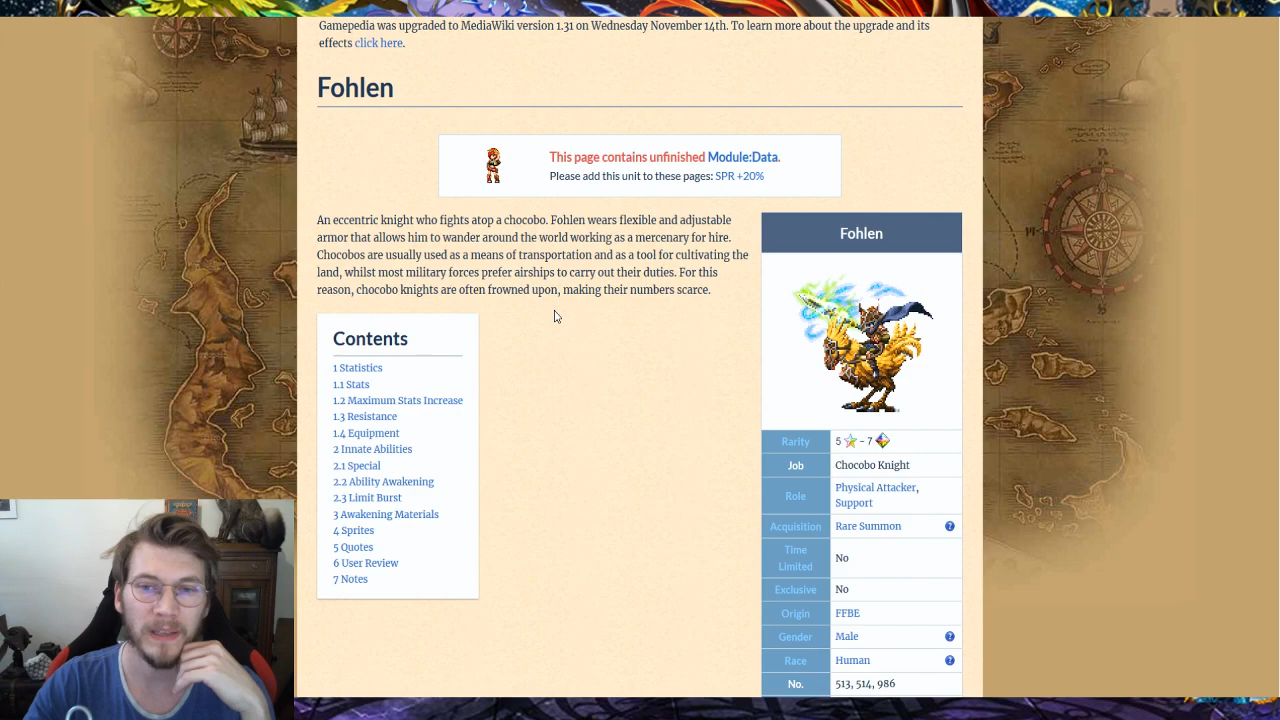 Gamepedia was upgraded to MediaWiki version 1.31 on Wednesday November 14th. To learn more about the upgrade and its
effects click here.
Fohlen
This page contains unfinished Module:Data.
Please add this unit to these pages: SPR +20%
An eccentric knight who fights atop a chocobo. Fohlen wears flexible and adjustable
armor that allows him to wander around the world working as a mercenary for hire.
Chocobos are usually used as a means of transportation and as a tool for cultivating the
land, whilst most military forces prefer airships to carry out their duties. For this
reason, chocobo knights are often frowned upon, making their numbers scarce.
Contents
1 Statistics
1.1 Stats
1.2 Maximum Stats Increase
1.3 Resistance
1.4 Equipment
2 Innate Abilities
2.1 Special
2.2 Ability Awakening
2.3 Limit Burst
3 Awakening Materials
4 Sprites
5 Quotes
6 User Review
7 Notes
Fohlen
Rarity 5 - 7
Job Chocobo Knight
Role Physical Attacker,
Support
Acquisition Rare Summon ?
Time
Limited No
Exclusive No
Origin FFBE
Gender Male ?
Race Human ?
No. 513, 514, 986